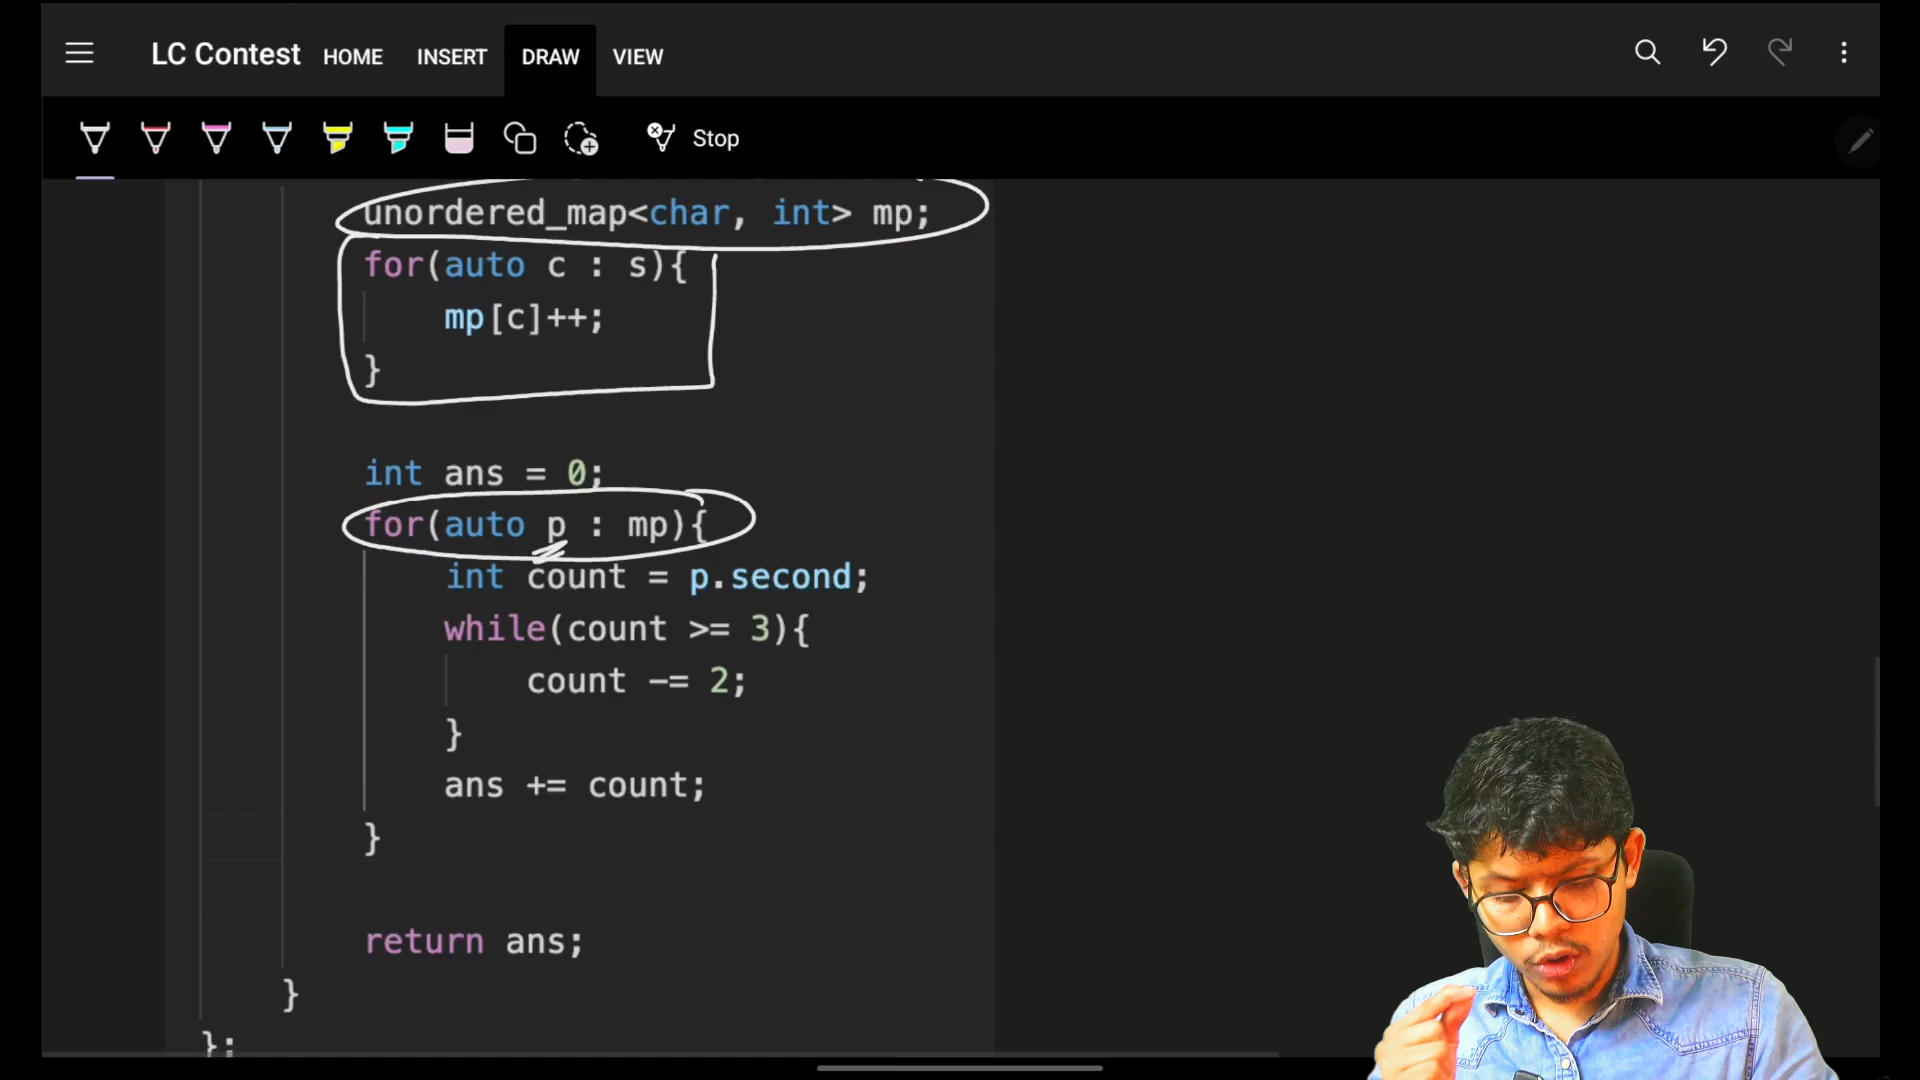 LC Contest HOME INSERT DRAW VIEW
Stop
unordered_map<char, int> mp;
for(auto c : s){
mp[c]++;
}
int ans = 0;
for(auto p : mp){
int count = p.second;
while(count >= 3){
count -= 2;
}
ans += count;
}
return ans;
}
};